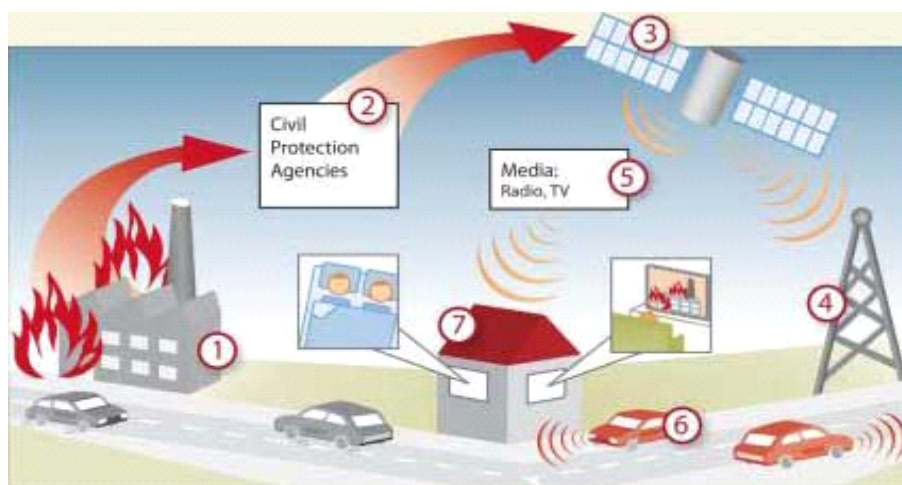 3
2
Civil
Protection
Agencies
Media:
Radio, TV
5
4
7
1
6